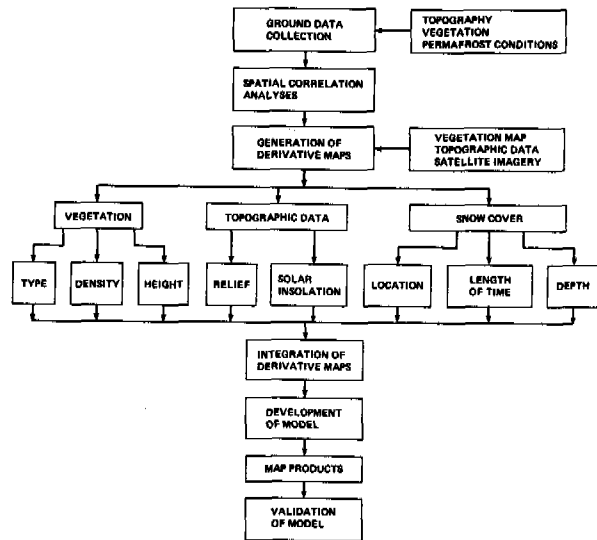 GROUND DATA
COLLECTION
TOPOGRAPHY
VEGETATION
PERMAFROST CONDITIONS
SPATIAL CORRELATION
ANALYSES
GENERATION OF
DERIVATIVE MAPS
VEGETATION MAP
TOPOGRAPHIC DATA
SATELLITE IMAGERY
VEGETATION
TOPOGRAPHIC DATA
SNOW COVER
TYPE
DENSITY
HEIGHT
RELIEF
SOLAR
INSOLATION
LOCATION
LENGTH
OF TIME
DEPTH
INTEGRATION OF
DERIVATIVE MAPS
DEVELOPMENT
OF MODEL
MAP PRODUCTS
VALIDATION
OF MODEL